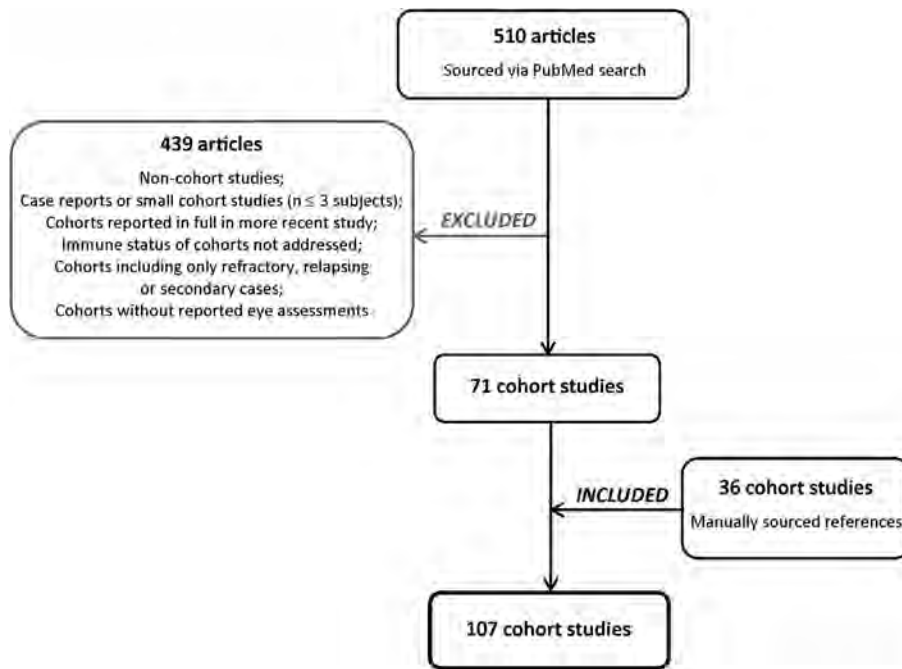 510 articles
Sourced via PubMed search
439 articles
Non-cohort studies;
Case reports or small cohort studies (n ≤ 3 subjects);
Cohorts reported in full in more recent study;
Immune status of cohorts not addressed;
Cohorts including only refractory, relapsing
or secondary cases;
Cohorts without reported eye assessments
EXCLUDED
71 cohort studies
INCLUDED
36 cohort studies
Manually sourced references
107 cohort studies